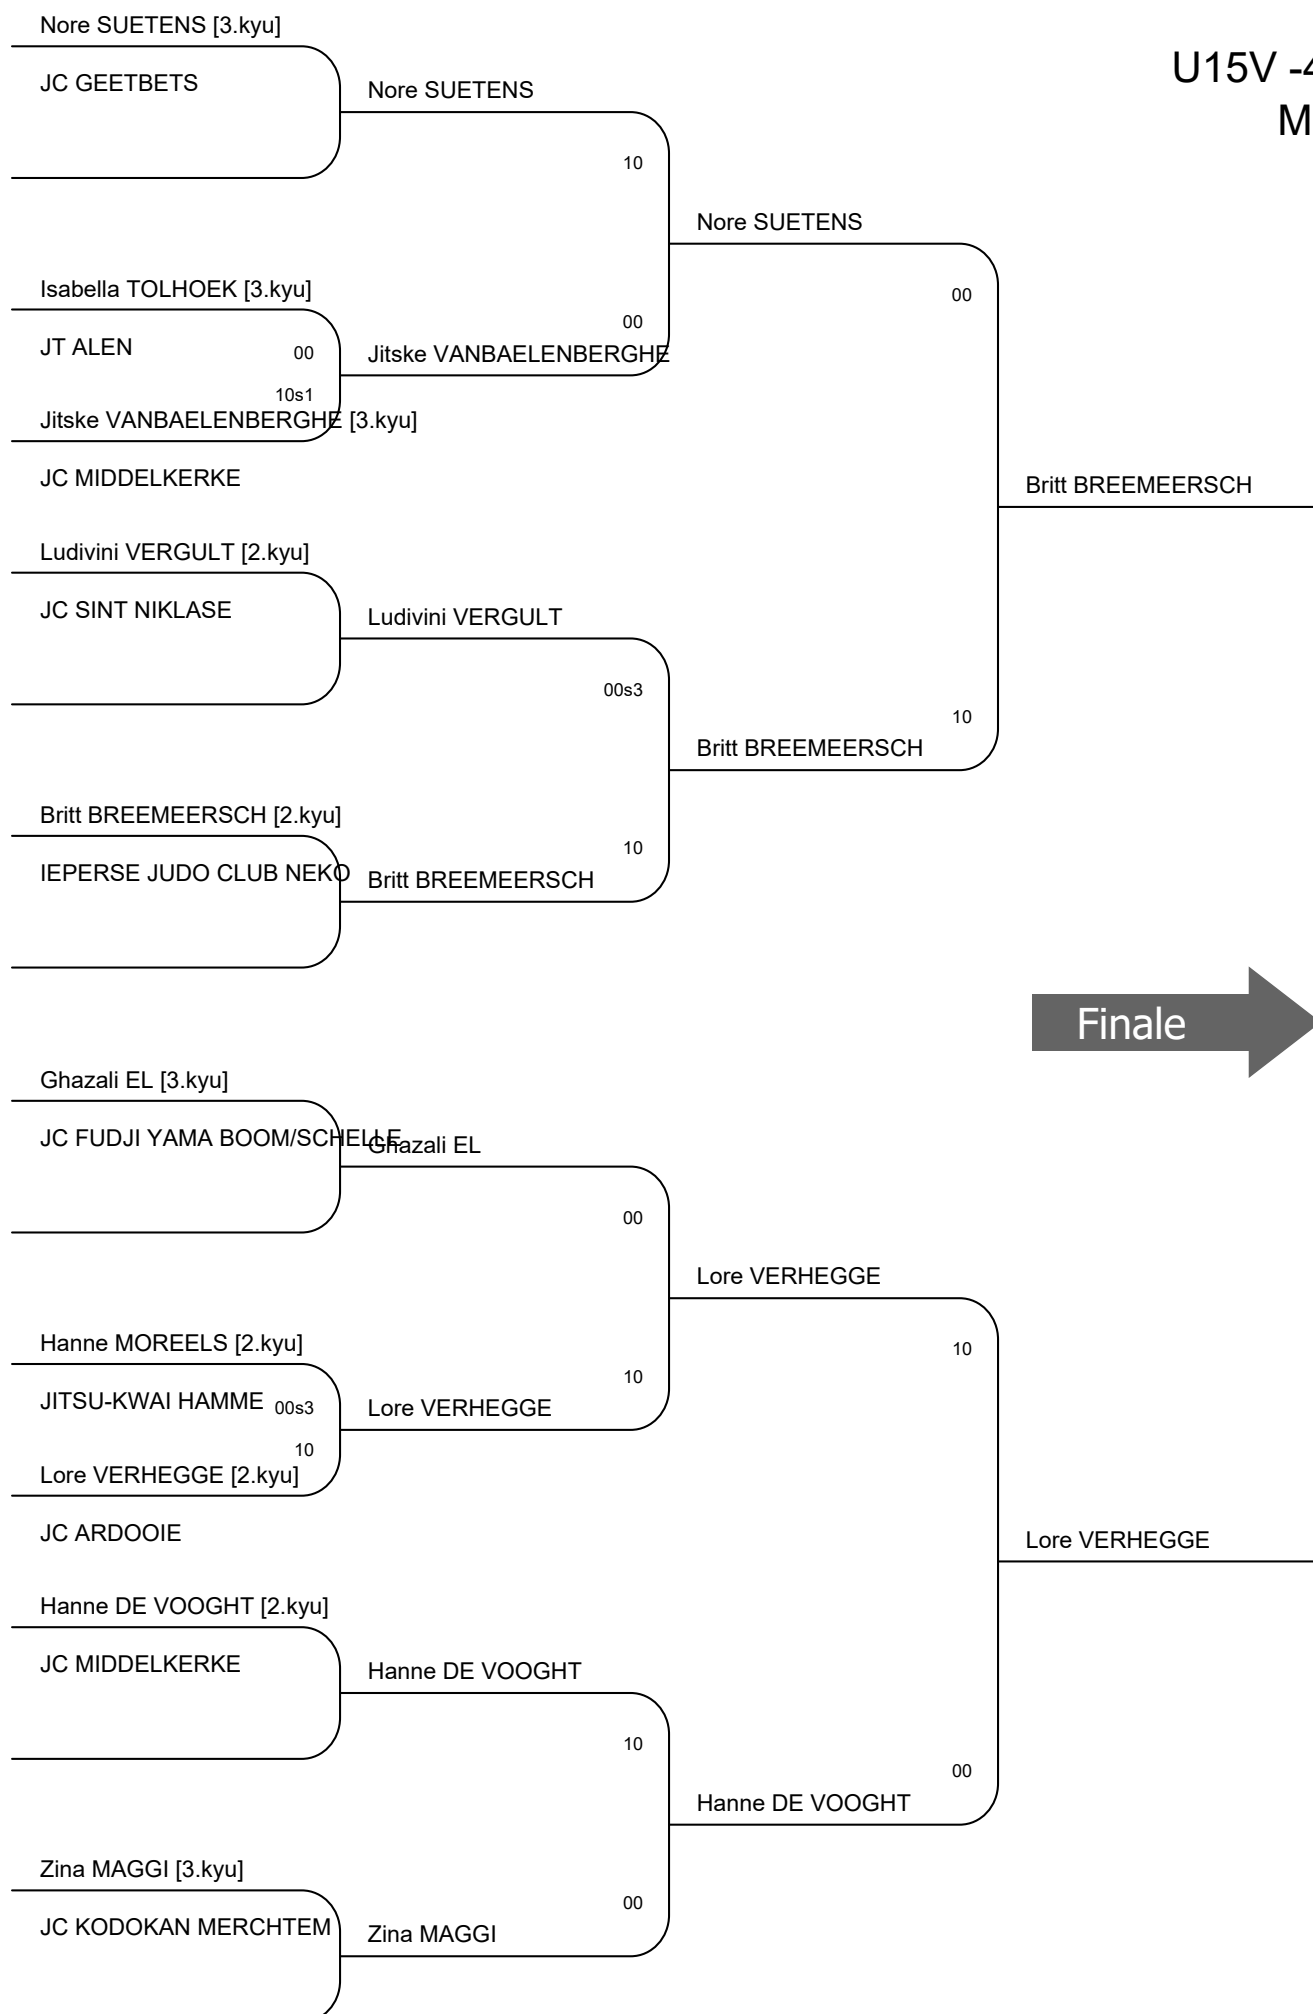 Nore SUETENS [3.kyu]
JC GEETBETS
Nore SUETENS
U15V -4
M
10
Nore SUETENS
Isabella TOLHOEK [3.kyu]
00
JT ALEN
00
00
Jitske VANBAELENBERGHE
10s1
Jitske VANBAELENBERGHE [3.kyu]
JC MIDDELKERKE
Britt BREEMEERSCH
Ludivini VERGULT [2.kyu]
JC SINT NIKLASE
Ludivini VERGULT
00s3
10
Britt BREEMEERSCH
Britt BREEMEERSCH [2.kyu]
10
IEPERSE JUDO CLUB NEKO
Britt BREEMEERSCH
Finale
Ghazali EL [3.kyu]
JC FUDJI YAMA BOOM/SCHELLE
Ghazali EL
00
Lore VERHEGGE
Hanne MOREELS [2.kyu]
10
JITSU-KWAI HAMME
00s3
10
Lore VERHEGGE
10
Lore VERHEGGE [2.kyu]
JC ARDOOIE
Lore VERHEGGE
Hanne DE VOOGHT [2.kyu]
JC MIDDELKERKE
Hanne DE VOOGHT
10
00
Hanne DE VOOGHT
Zina MAGGI [3.kyu]
00
JC KODOKAN MERCHTEM
Zina MAGGI